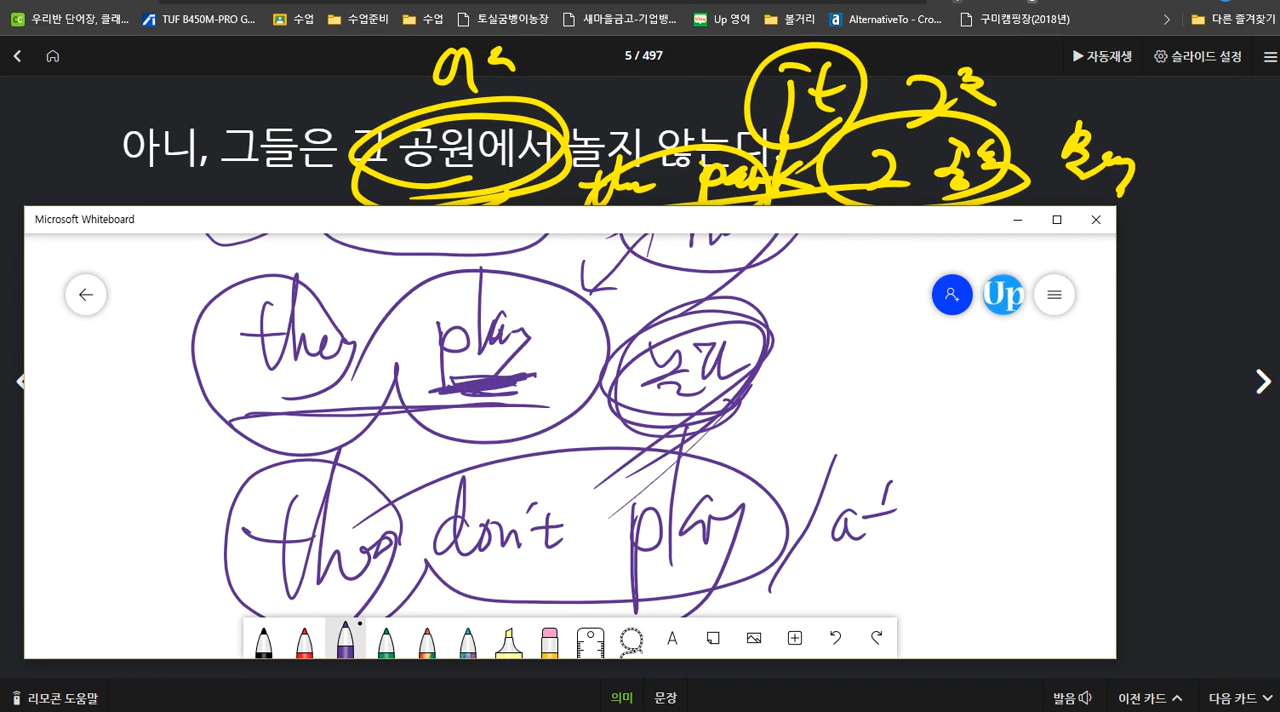 우리반 단어장, 클래... TUF B450M-PRO G... 수업 수업준비 수업 토실굼벵이농장 새마을금고-기업뱅... Up 영어 볼거리 AlternativeTo - Cro... 구미캠핑장(2018년) 다른 즐겨찾기
5 / 497 자동재생 슬라이드 설정
it
아니, 그들은 그 공원에서 놀지 않는다.
the park 2
Microsoft Whiteboard
they play Up
they don't play / at
A
리모콘 도움말 의미 문장 발음 이전 카드 다음 카드